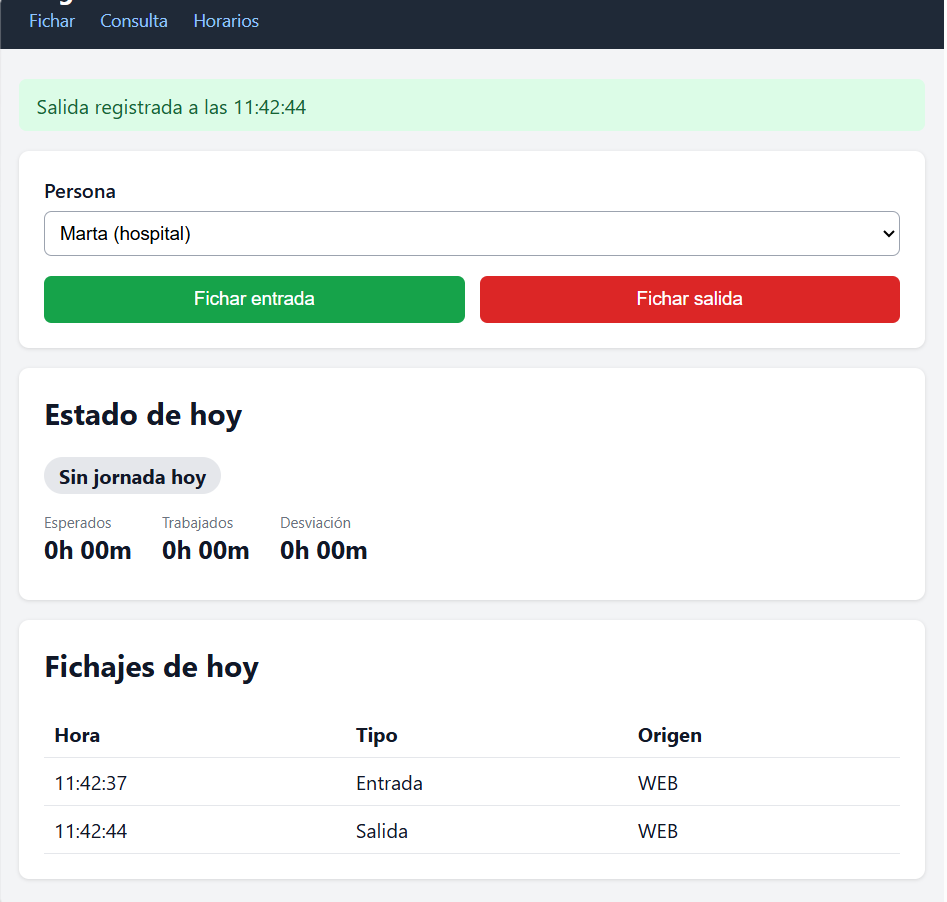 Fichar Consulta Horarios
Salida registrada a las 11:42:44
Persona
Marta (hospital)
Fichar entrada Fichar salida
Estado de hoy
Sin jornada hoy
Esperados Trabajados Desviación
0h 00m 0h 00m 0h 00m
Fichajes de hoy
Hora Tipo Origen
11:42:37 Entrada WEB
11:42:44 Salida WEB